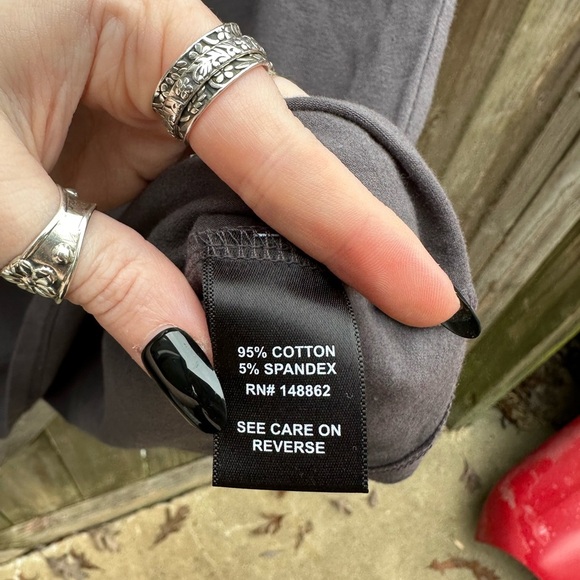 95% COTTON
5% SPANDEX
RN# 148862
SEE CARE ON
REVERSE